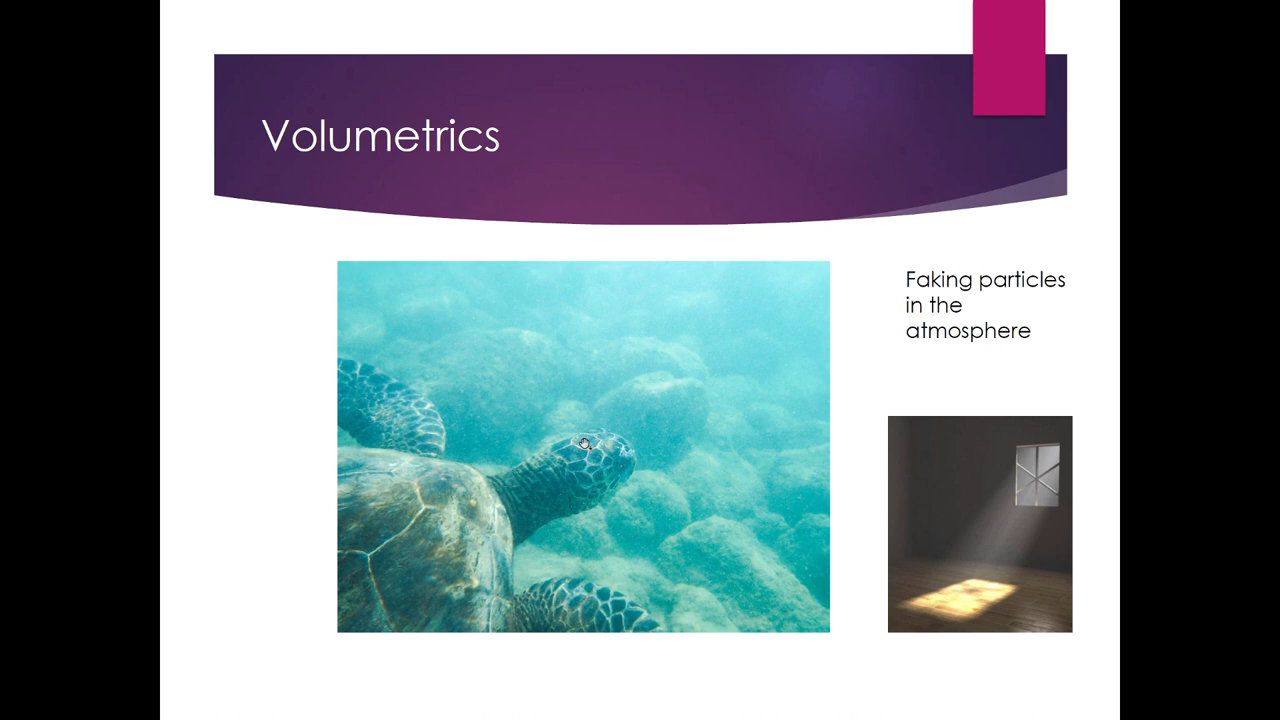 Volumetrics
Faking particles
in the
atmosphere